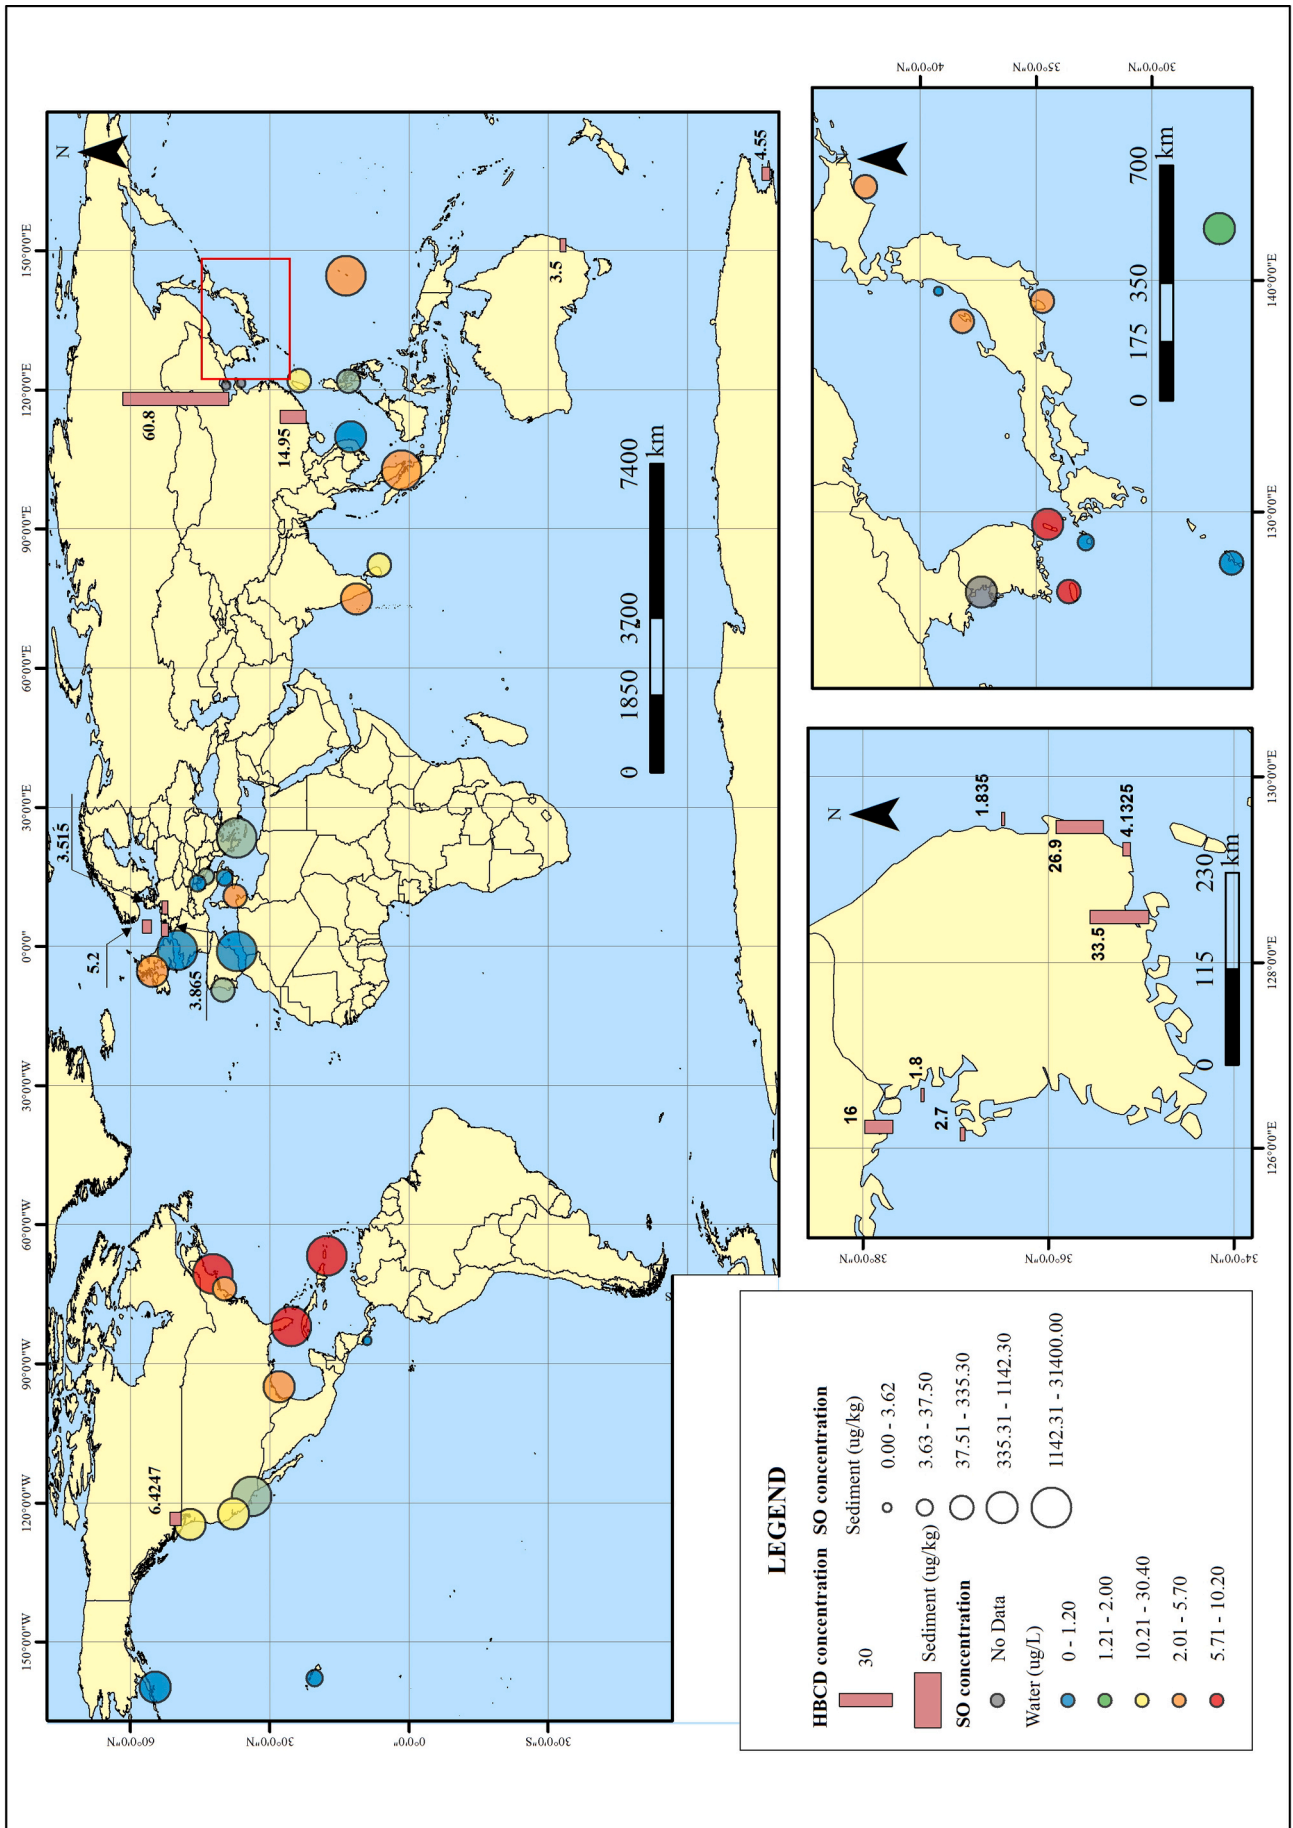 150°0'0"W
120°0'0"W
90°0'0"W
60°0'0"W
30°0'0"W
0°0'0"
30°0'0"E
60°0'0"E
90°0'0"E
120°0'0"E
150°0'0"E
60°0'0"N
30°0'0"N
0°0'0"
30°0'0"S
N
6.4247
5.2
3.865
3.515
60.8
14.95
3.5
4.55
0 1850 3700 7400
km
S
LEGEND
HBCD concentration
30
Sediment (ug/kg)
SO concentration
No Data
Water (ug/L)
0 - 1.20
1.21 - 2.00
10.21 - 30.40
2.01 - 5.70
5.71 - 10.20
SO concentration
Sediment (ug/kg)
0.00 - 3.62
3.63 - 37.50
37.51 - 335.30
335.31 - 1142.30
1142.31 - 31400.00
N
16
1.8
2.7
1.835
26.9
4.1325
33.5
0 115 230
km
38°0'0"N
36°0'0"N
34°0'0"N
126°0'0"E
128°0'0"E
130°0'0"E
N
0 175 350 700
km
40°0'0"N
35°0'0"N
30°0'0"N
130°0'0"E
140°0'0"E